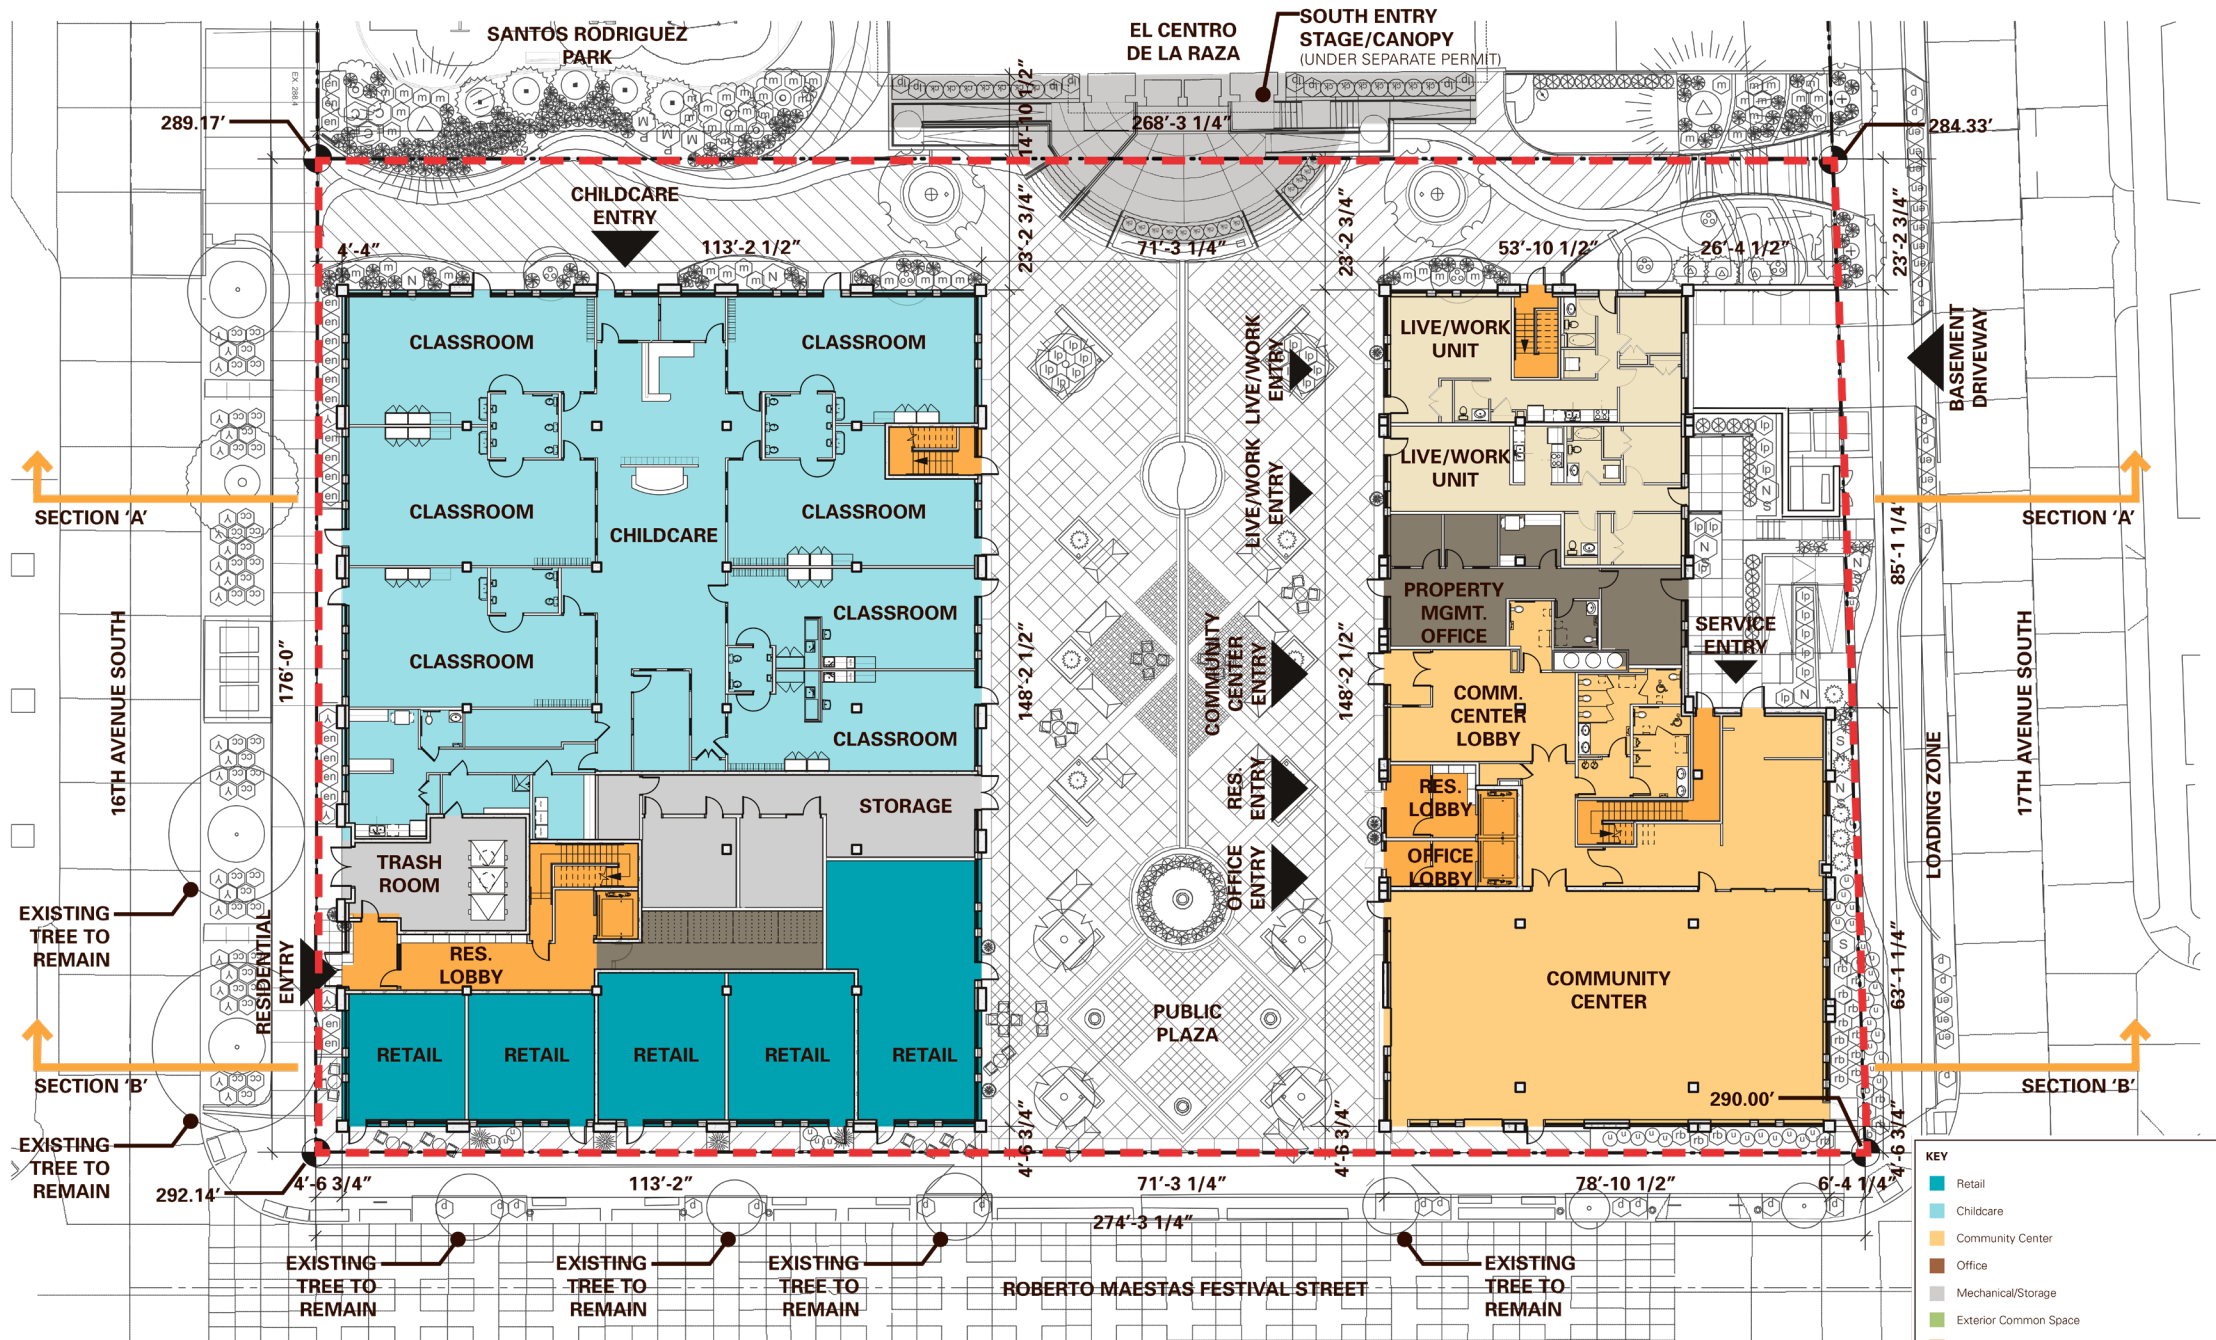 SANTOS RODRIGUEZ
PARK
EL CENTRO
DE LA RAZA
SOUTH ENTRY
STAGE/CANOPY
(UNDER SEPARATE PERMIT)
EX. 288.4
289.17'
14'-10 1/2"
268'-3 1/4"
284.33'
CHILDCARE
ENTRY
4'-4"
113'-2 1/2"
23'-2 3/4"
71'-3 1/4"
23'-2 3/4"
53'-10 1/2"
26'-4 1/2"
23'-2 3/4"
CLASSROOM
CLASSROOM
LIVE/WORK
UNIT
LIVE/WORK
ENTRY
BASEMENT
DRIVEWAY
CLASSROOM
CLASSROOM
CHILDCARE
LIVE/WORK
ENTRY
LIVE/WORK
UNIT
SECTION 'A'
SECTION 'A'
85'-1 1/4"
16TH AVENUE SOUTH
176'-0"
CLASSROOM
CLASSROOM
CLASSROOM
148'-2 1/2"
COMMUNITY
CENTER
ENTRY
148'-2 1/2"
PROPERTY
MGMT.
OFFICE
SERVICE
ENTRY
17TH AVENUE SOUTH
COMM.
CENTER
LOBBY
STORAGE
RES.
ENTRY
RES.
LOBBY
LOADING ZONE
TRASH
ROOM
OFFICE
ENTRY
OFFICE
LOBBY
EXISTING
TREE TO
REMAIN
RESIDENTIAL
ENTRY
RES.
LOBBY
COMMUNITY
CENTER
63'-1 1/4"
PUBLIC
PLAZA
RETAIL
RETAIL
RETAIL
RETAIL
RETAIL
SECTION 'B'
SECTION 'B'
290.00'
EXISTING
TREE TO
REMAIN
4'-6 3/4"
4'-6 3/4"
4'-6 3/4"
292.14'
4'-6 3/4"
113'-2"
71'-3 1/4"
78'-10 1/2"
6'-4 1/4"
274'-3 1/4"
EXISTING
TREE TO
REMAIN
EXISTING
TREE TO
REMAIN
EXISTING
TREE TO
REMAIN
EXISTING
TREE TO
REMAIN
ROBERTO MAESTAS FESTIVAL STREET
KEY
Retail
Childcare
Community Center
Office
Mechanical/Storage
Exterior Common Space